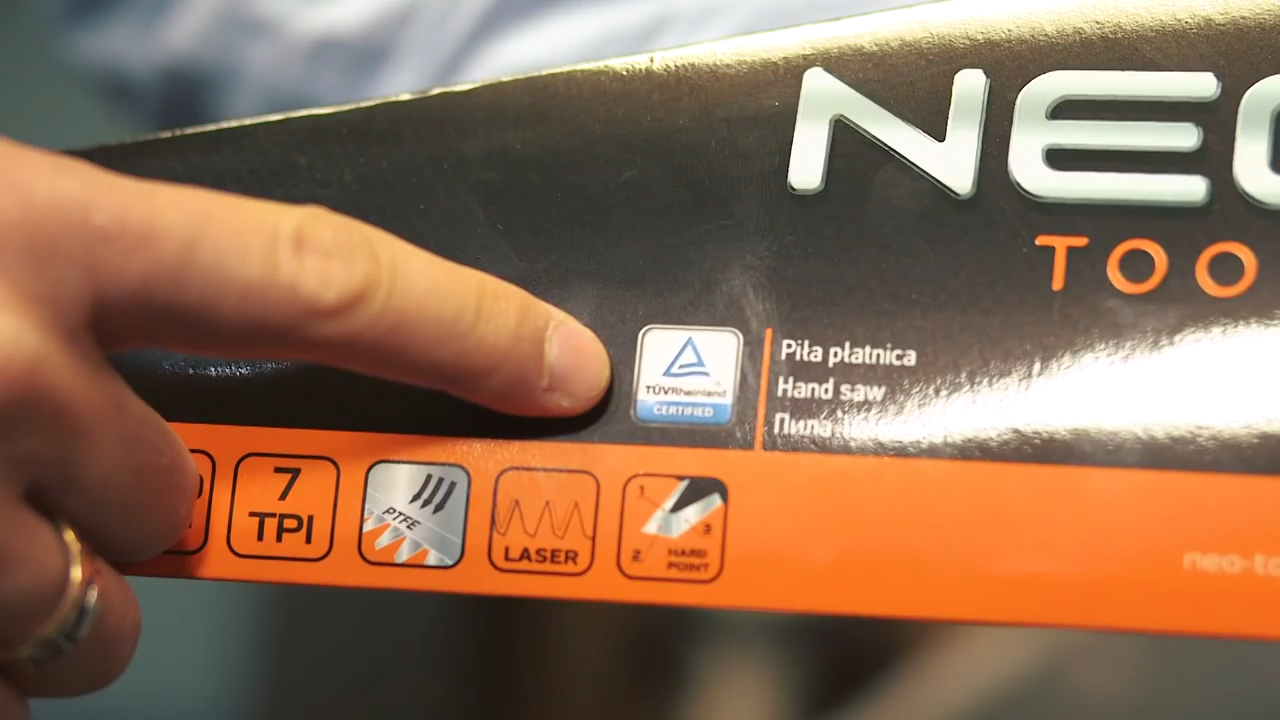 NEO
TOO
TÜVRheinland®
CERTIFIED
Piła płatnica
Hand saw
Пила
7
TPI
PTFE
LASER
1
2
3
HARD
POINT
neo-to